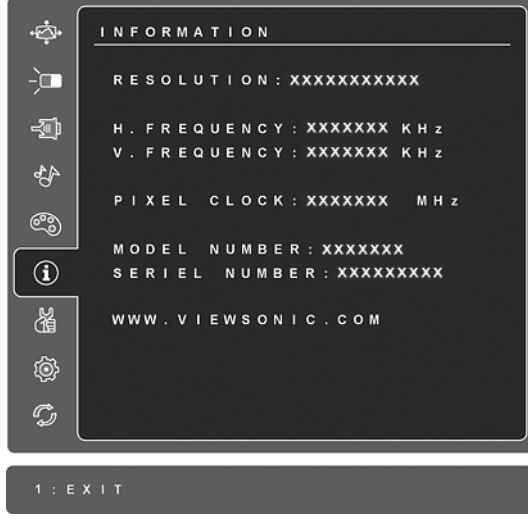 INFORMATION
RESOLUTION: XXXXXXXXXXX
H. FREQUENCY: XXXXXXX KHz
V. FREQUENCY: XXXXXXX KHz
PIXEL CLOCK: XXXXXXX MHz
MODEL NUMBER: XXXXXXX
SERIEL NUMBER: XXXXXXXXX
WWW.VIEWSONIC.COM
1: EXIT